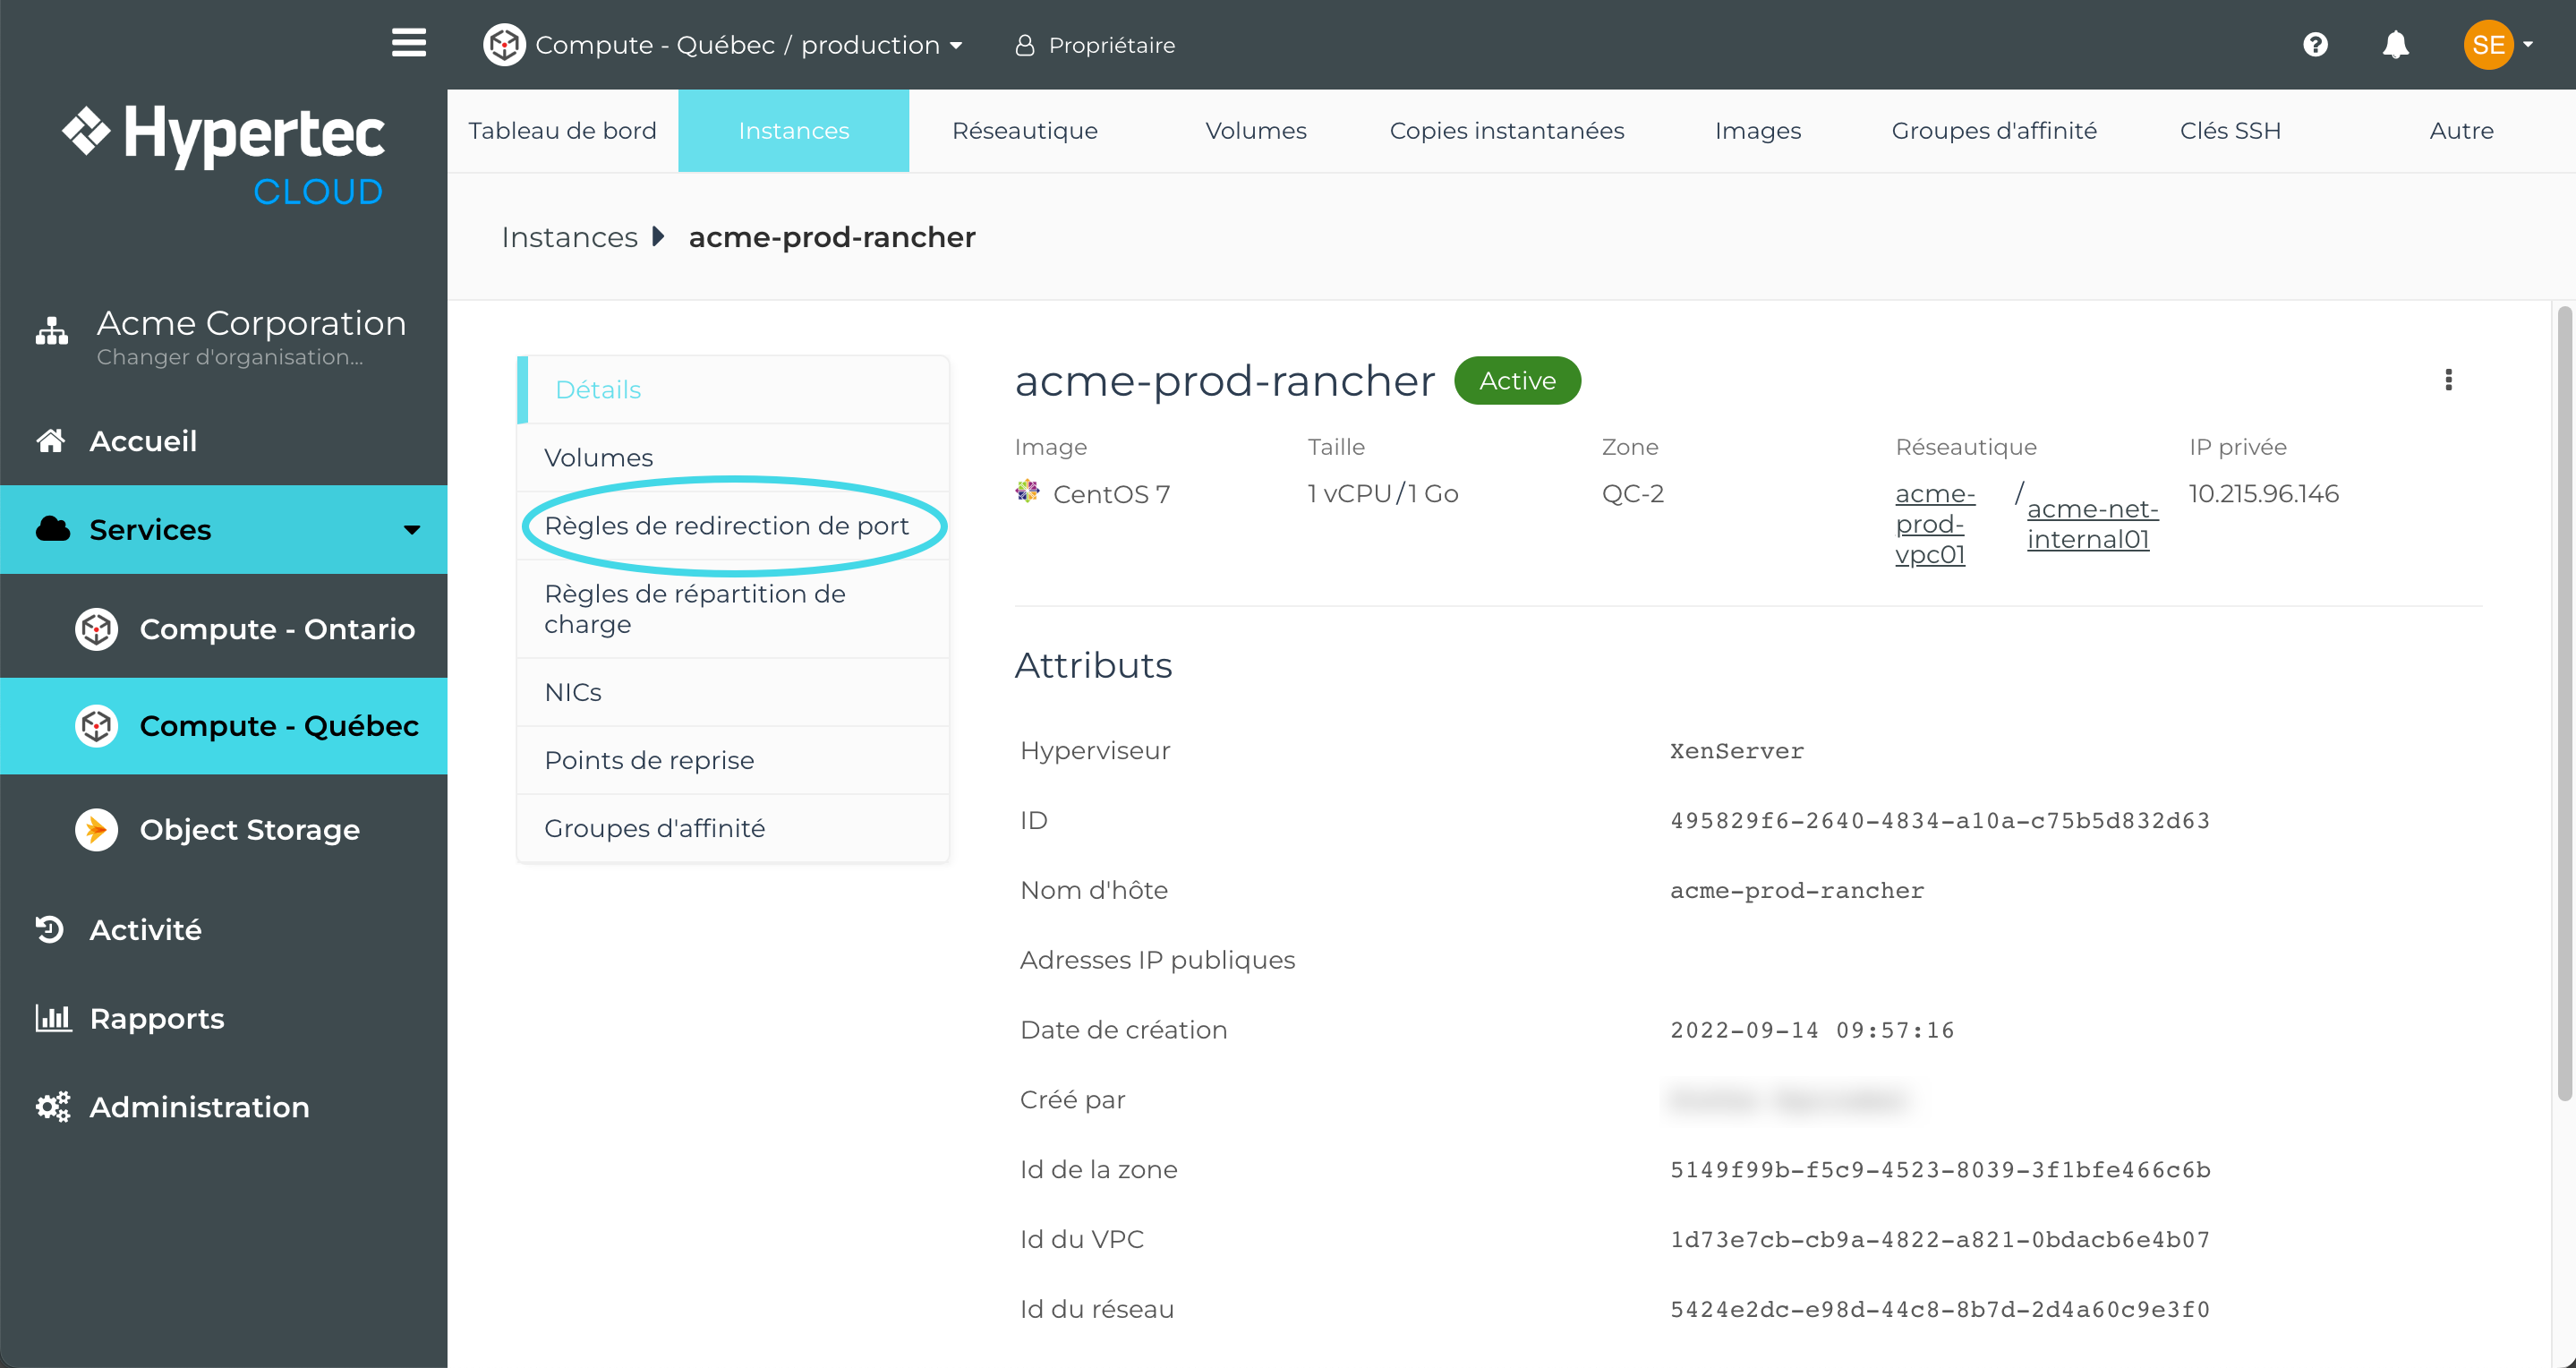 Compute - Québec / production
Propriétaire
SE
Hypertec
CLOUD
Acme Corporation
Changer d'organisation...
Accueil
Services
Compute - Ontario
Compute - Québec
Object Storage
Activité
Rapports
Administration
Tableau de bord
Instances
Réseautique
Volumes
Copies instantanées
Images
Groupes d'affinité
Clés SSH
Autre
Instances
acme-prod-rancher
Détails
Volumes
Règles de redirection de port
Règles de répartition de
charge
NICs
Points de reprise
Groupes d'affinité
acme-prod-rancher
Active
Image
CentOS 7
Taille
1 vCPU/1 Go
Zone
QC-2
Réseautique
acme-
prod-
vpc01
/
acme-net-
internal01
IP privée
10.215.96.146
Attributs
Hyperviseur
XenServer
ID
495829f6-2640-4834-a10a-c75b5d832d63
Nom d'hôte
acme-prod-rancher
Adresses IP publiques
Date de création
2022-09-14 09:57:16
Créé par
Id de la zone
5149f99b-f5c9-4523-8039-3f1bfe466c6b
Id du VPC
1d73e7cb-cb9a-4822-a821-0bdacb6e4b07
Id du réseau
5424e2dc-e98d-44c8-8b7d-2d4a60c9e3f0